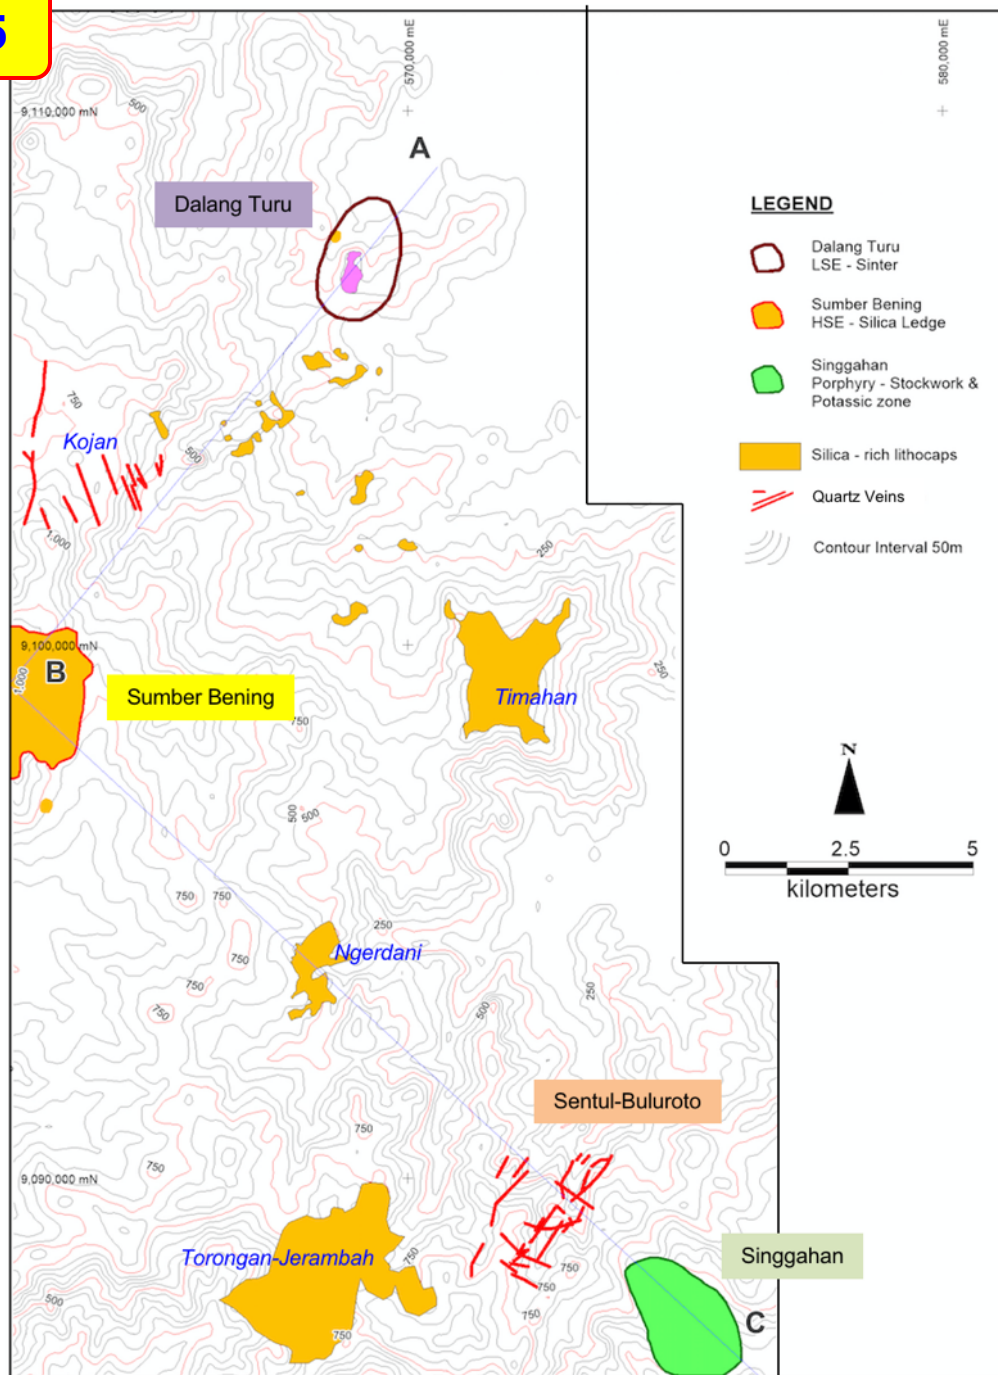 5
570,000 mE
580,000 mE
9,110,000 mN
500
A
Dalang Turu
LEGEND
Dalang Turu
LSE - Sinter
Sumber Bening
HSE - Silica Ledge
Singgahan
Porphyry - Stockwork &
Potassic zone
750
Kojan
500
Silica - rich lithocaps
Quartz Veins
1,000
250
Contour Interval 50m
9,100,000 mN
B
1,000
250
Sumber Bening
Timahan
750
N
500
500
0 2.5 5
kilometers
750
750
250
750
Ngerdani
750
250
750
500
Sentul-Buluroto
750
750
9,090,000 mN
Torongan-Jerambah
750
Singgahan
750
750
500
750
750
C